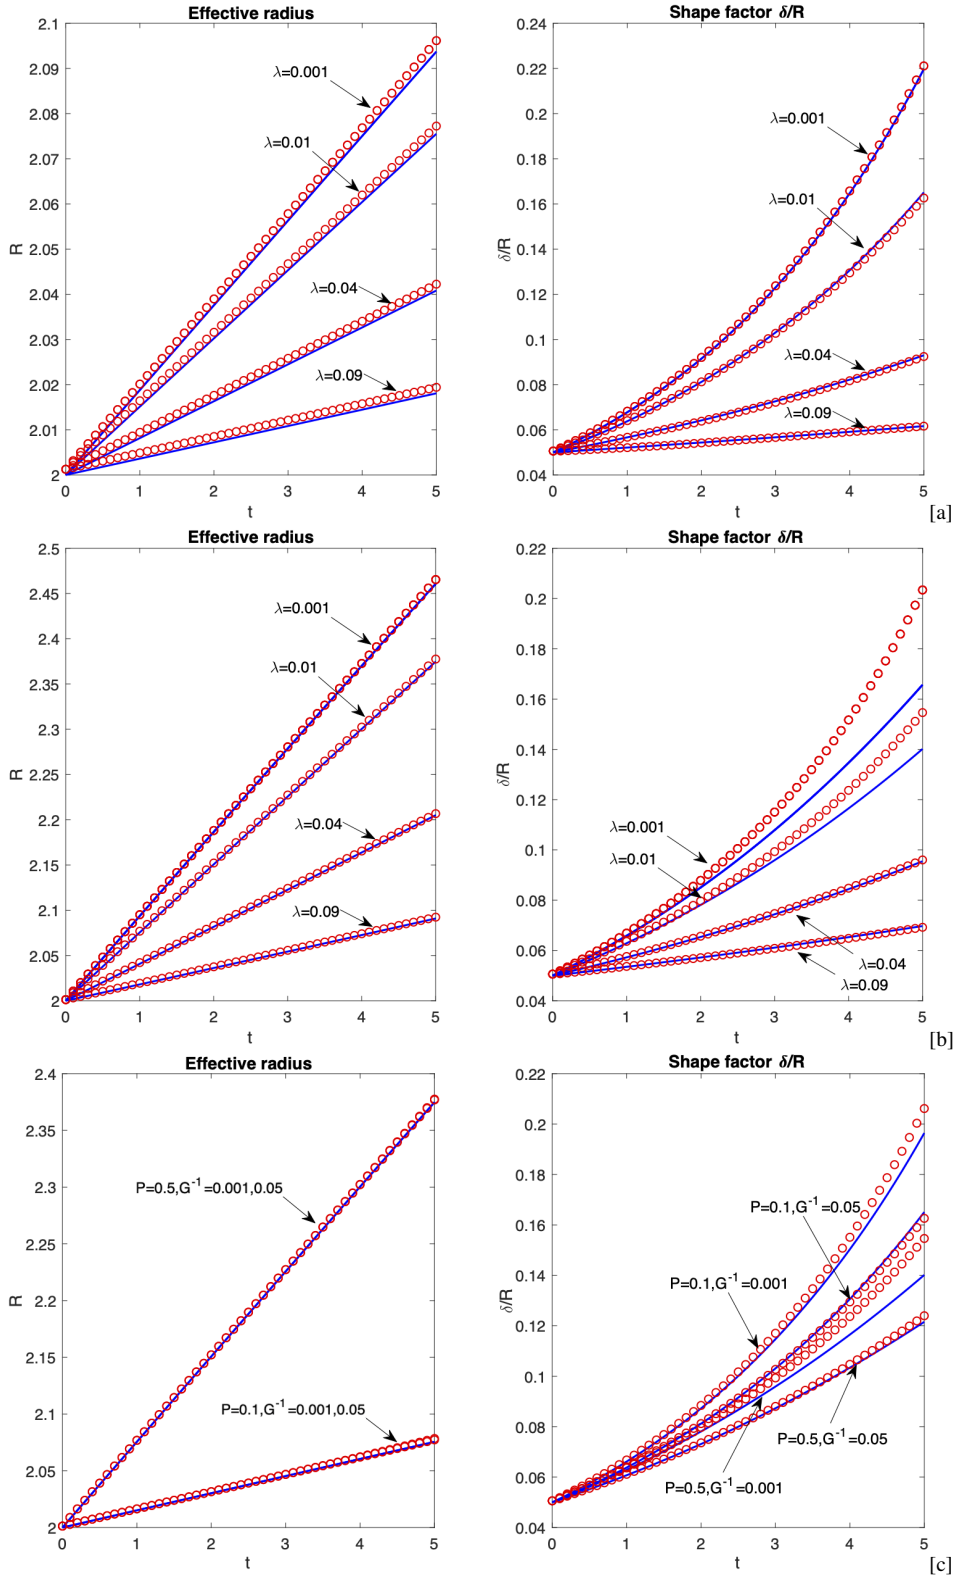 Effective radius
2.1
2.09
2.08
2.07
2.06
2.05
2.04
2.03
2.02
2.01
2
R
λ=0.001
λ=0.01
λ=0.04
λ=0.09
0 1 2 3 4 5
t
Shape factor δ/R
0.24
0.22
0.2
0.18
0.16
0.14
0.12
0.1
0.08
0.06
0.04
δ/R
λ=0.001
λ=0.01
λ=0.04
λ=0.09
0 1 2 3 4 5
t
[a]
Effective radius
2.5
2.45
2.4
2.35
2.3
2.25
2.2
2.15
2.1
2.05
2
R
λ=0.001
λ=0.01
λ=0.04
λ=0.09
0 1 2 3 4 5
t
Shape factor δ/R
0.22
0.2
0.18
0.16
0.14
0.12
0.1
0.08
0.06
0.04
δ/R
λ=0.001
λ=0.01
λ=0.04
λ=0.09
0 1 2 3 4 5
t
[b]
Effective radius
2.4
2.35
2.3
2.25
2.2
2.15
2.1
2.05
2
R
P=0.5,G⁻¹=0.001,0.05
P=0.1,G⁻¹=0.001,0.05
0 1 2 3 4 5
t
Shape factor δ/R
0.22
0.2
0.18
0.16
0.14
0.12
0.1
0.08
0.06
0.04
δ/R
P=0.1,G⁻¹=0.05
P=0.1,G⁻¹=0.001
P=0.5,G⁻¹=0.05
P=0.5,G⁻¹=0.001
0 1 2 3 4 5
t
[c]